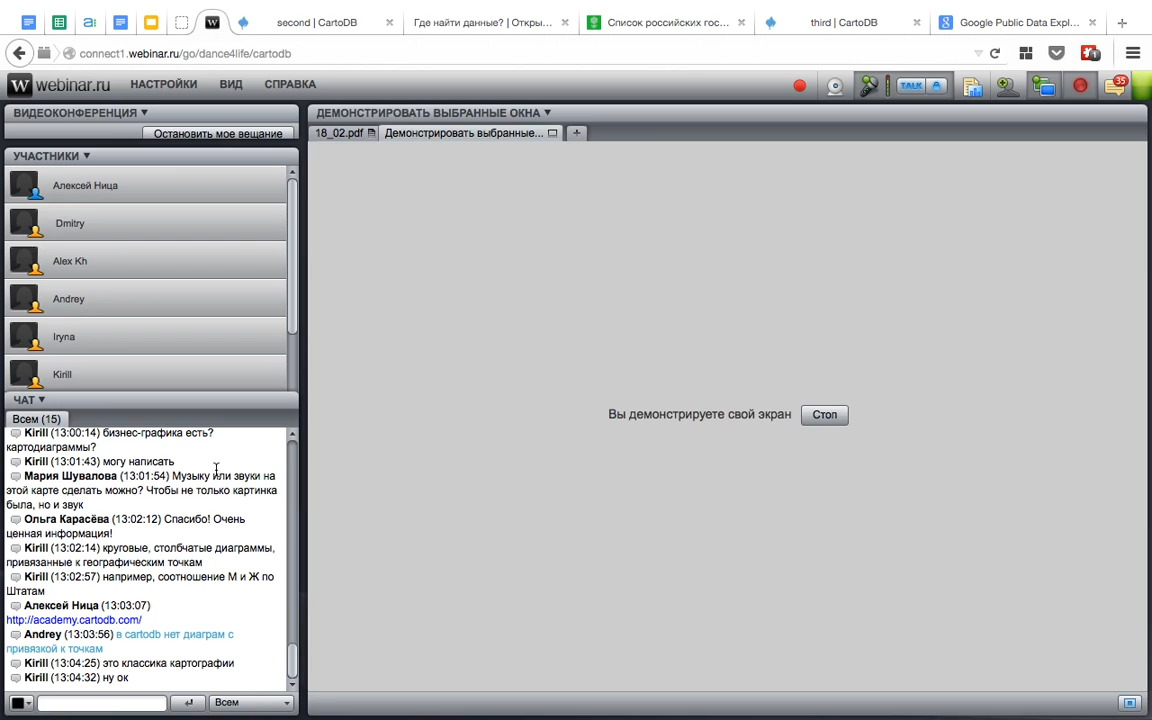 second | CartoDB
Где найти данные? | Откры...
Список российских гос...
third | CartoDB
Google Public Data Expl...
connect1.webinar.ru/go/dance4life/cartodb
1
webinar.ru
НАСТРОЙКИ
ВИД
СПРАВКА
TALK
35
ВИДЕОКОНФЕРЕНЦИЯ
Остановить мое вещание
ДЕМОНСТРИРОВАТЬ ВЫБРАННЫЕ ОКНА
18_02.pdf
Демонстрировать выбранные...
УЧАСТНИКИ
Алексей Ница
Dmitry
Alex Kh
Andrey
Iryna
Kirill
ЧАТ
Всем (15)
Kirill (13:00:14) бизнес-графика есть?
картодиаграммы?
Kirill (13:01:43) могу написать
Мария Шувалова (13:01:54) Музыку или звуки на
этой карте сделать можно? Чтобы не только картинка
была, но и звук
Ольга Карасёва (13:02:12) Спасибо! Очень
ценная информация!
Kirill (13:02:14) круговые, столбчатые диаграммы,
привязанные к географическим точкам
Kirill (13:02:57) например, соотношение М и Ж по
Штатам
Алексей Ница (13:03:07)
http://academy.cartodb.com/
Andrey (13:03:56) в cartodb нет диаграм с
привязкой к точкам
Kirill (13:04:25) это классика картографии
Kirill (13:04:32) ну ок
Всем
Вы демонстрируете свой экран
Стоп